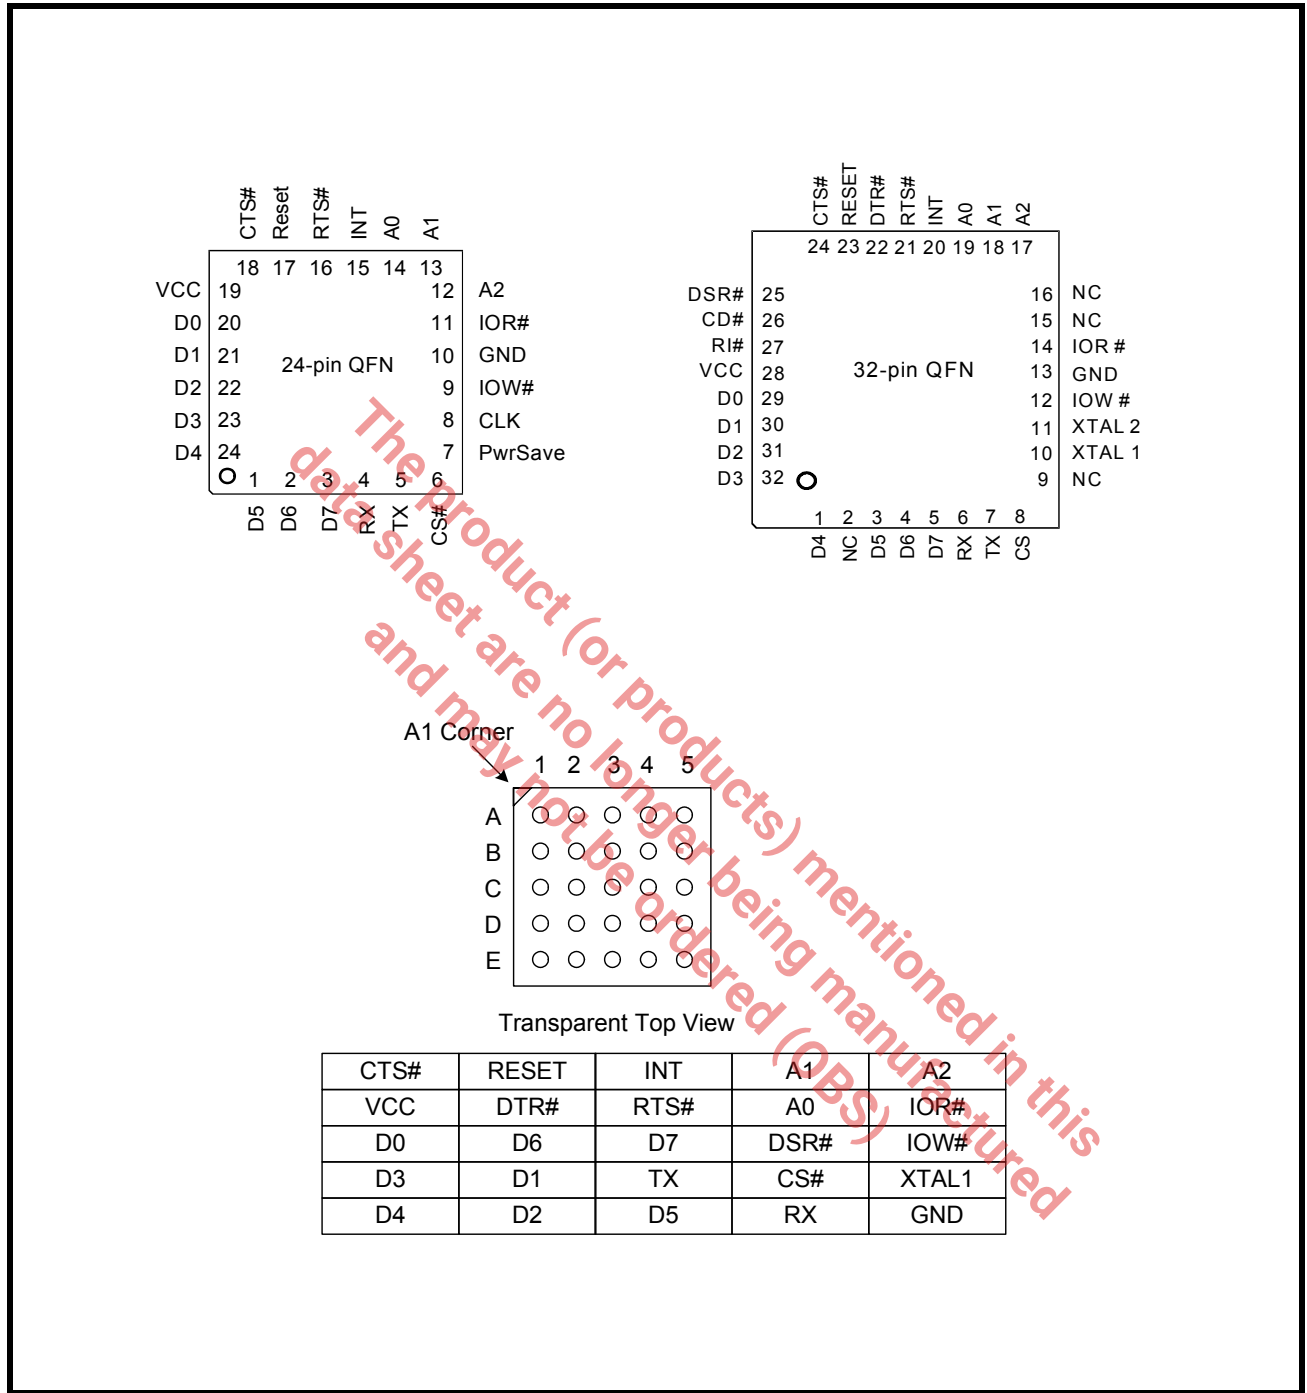 CTS# Reset RTS# INT A0 A1
18 17 16 15 14 13
VCC 19 12 A2
D0 20 11 IOR#
D1 21 24-pin QFN 10 GND
D2 22 9 IOW#
D3 23 8 CLK
D4 24 7 PwrSave
1 2 3 4 5 6
D5 D6 D7 RX TX CS#
CTS# RESET DTR# RTS# INT A0 A1 A2
24 23 22 21 20 19 18 17
DSR# 25 16 NC
CD# 26 15 NC
RI# 27 14 IOR #
VCC 28 32-pin QFN 13 GND
D0 29 12 IOW #
D1 30 11 XTAL 2
D2 31 10 XTAL 1
D3 32 9 NC
1 2 3 4 5 6 7 8
D4 NC D5 D6 D7 RX TX CS
The product (or products) mentioned in this
data sheet are no longer being manufactured
and may not be ordered (OBS)
A1 Corner
1 2 3 4 5
A
B
C
D
E
Transparent Top View
CTS# RESET INT A1 A2
VCC DTR# RTS# A0 IOR#
D0 D6 D7 DSR# IOW#
D3 D1 TX CS# XTAL1
D4 D2 D5 RX GND